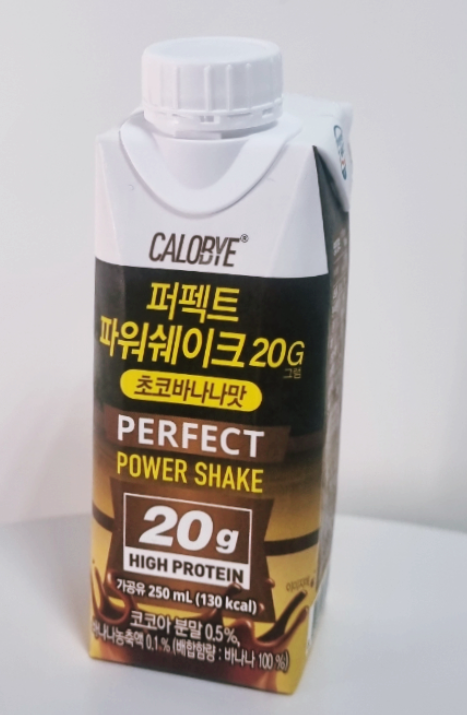 CALOBYE®
퍼펙트
파워쉐이크 20G
그램
초코바나나맛
PERFECT
POWER SHAKE
20g
HIGH PROTEIN
가공유 250 mL (130 kcal)
코코아 분말 0.5%,
바나나농축액 0.1% (배합함량 : 바나나 100 %)